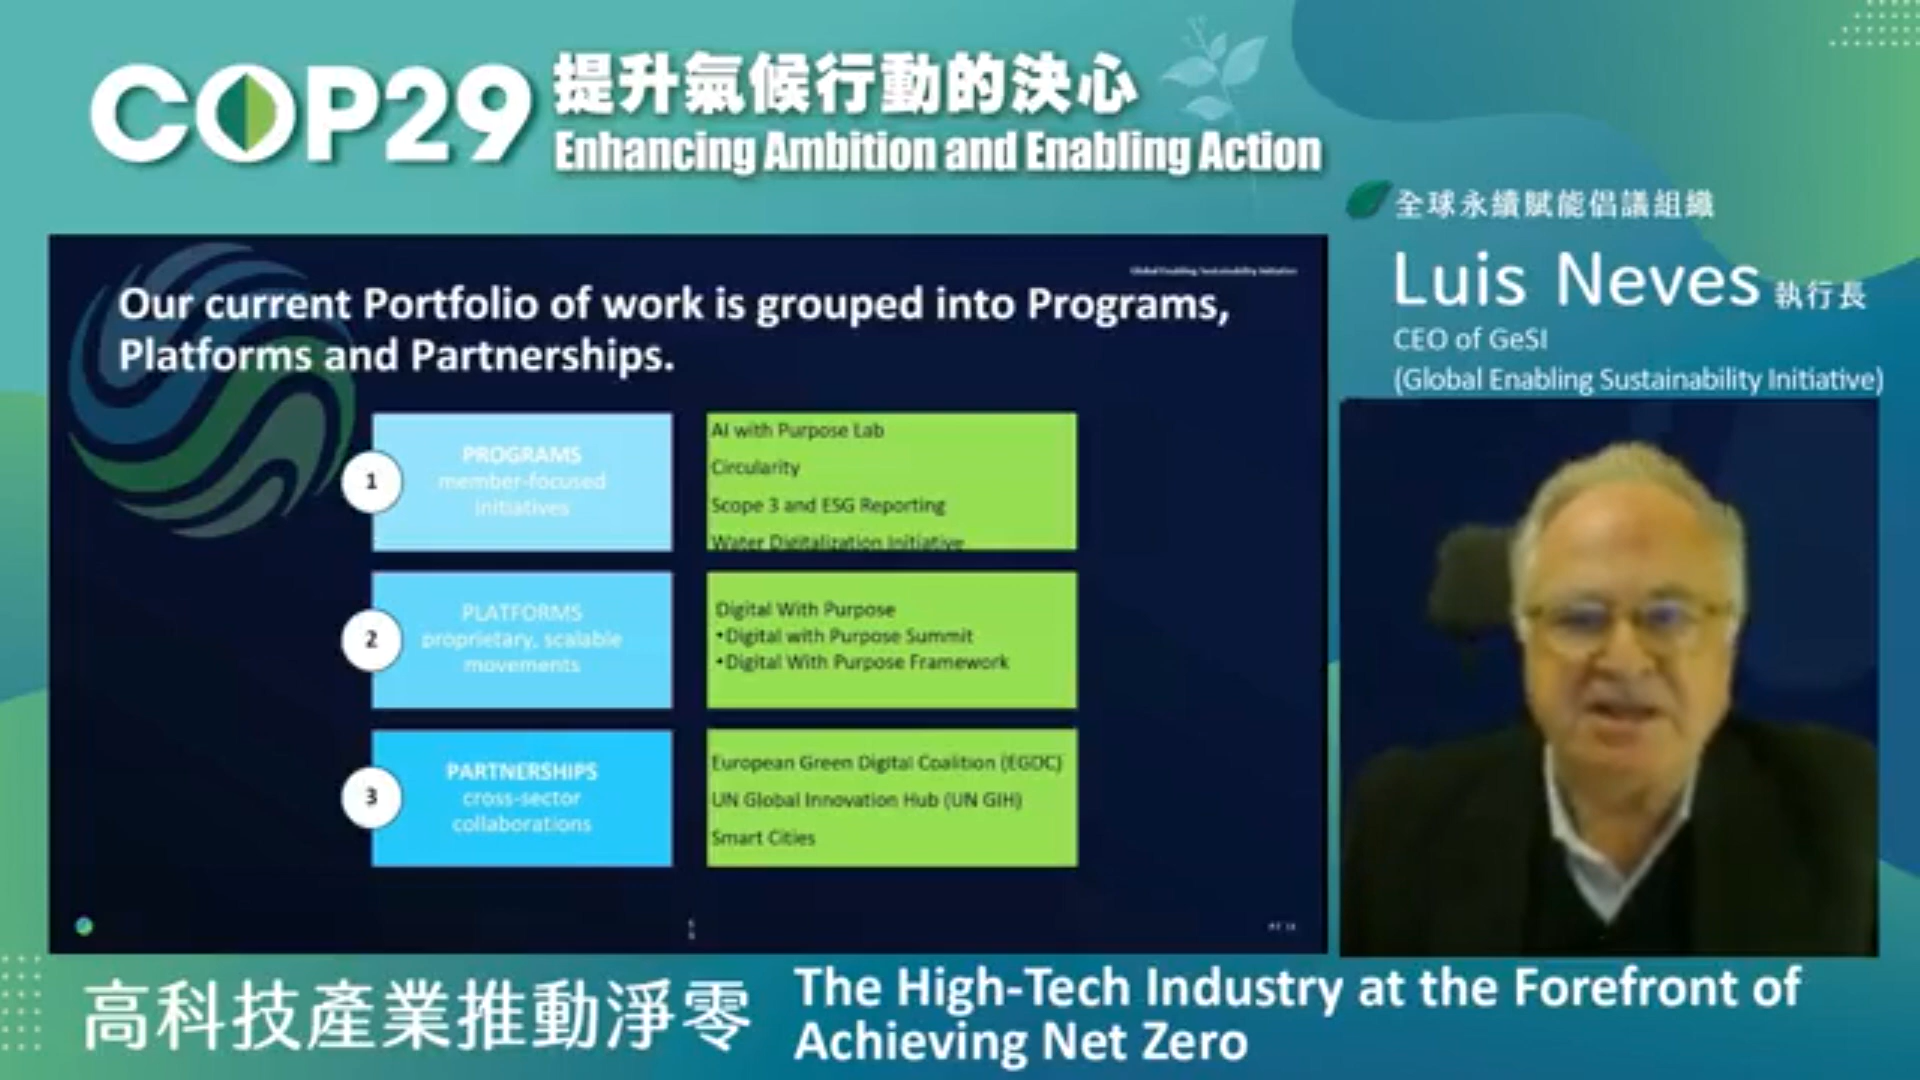 COP29
提升氣候行動的決心
Enhancing Ambition and Enabling Action
全球永續賦能倡議組織
Luis Neves 執行長
CEO of GeSI
(Global Enabling Sustainability Initiative)
Global Enabling Sustainability Initiative
Our current Portfolio of work is grouped into Programs,
Platforms and Partnerships.
1
PROGRAMS
member-focused
initiatives
AI with Purpose Lab
Circularity
Scope 3 and ESG Reporting
Water Digitalization Initiative
2
PLATFORMS
proprietary, scalable
movements
Digital With Purpose
•Digital with Purpose Summit
•Digital With Purpose Framework
3
PARTNERSHIPS
cross-sector
collaborations
European Green Digital Coalition (EGDC)
UN Global Innovation Hub (UN GIH)
Smart Cities
高科技產業推動淨零
The High-Tech Industry at the Forefront of
Achieving Net Zero